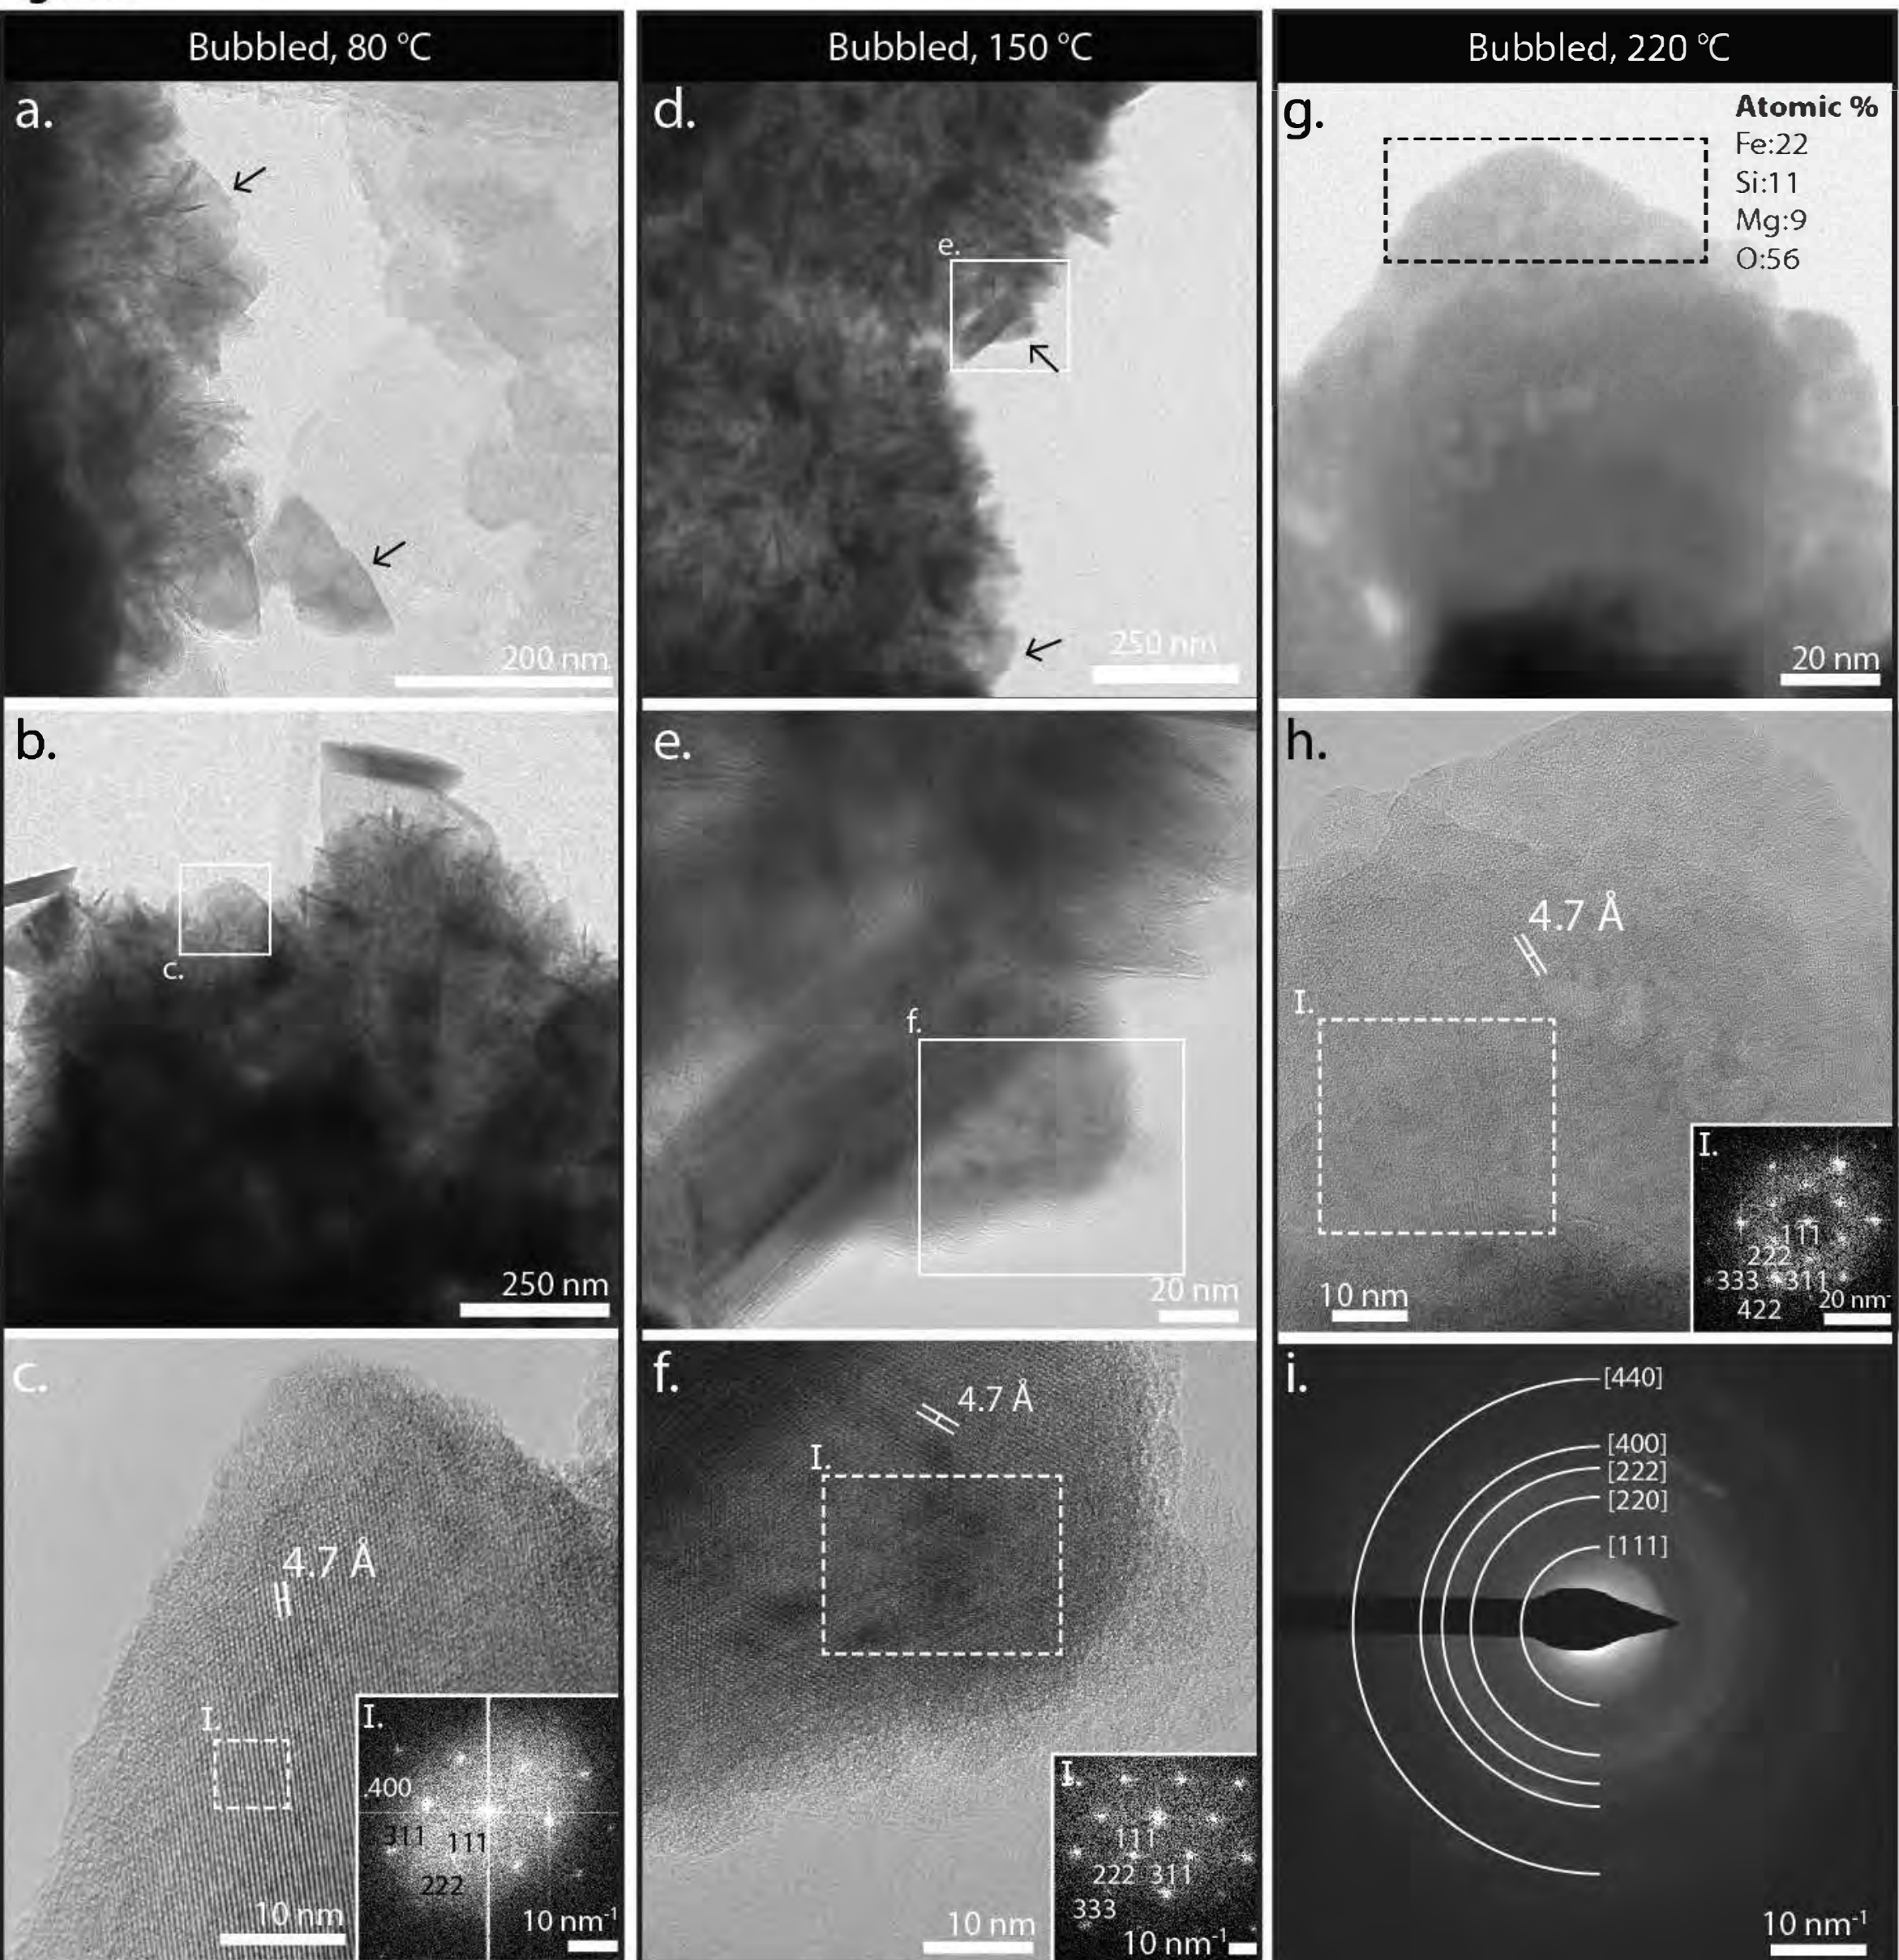 Bubbled, 80 °C
a.
200 nm
b.
c.
250 nm
c.
4.7 Å
I.
I.
400
311
111
222
10 nm
10 nm-1
Bubbled, 150 °C
d.
e.
250 nm
e.
f.
20 nm
f.
4.7 Å
I.
I.
111
222
311
333
10 nm
10 nm-1
Bubbled, 220 °C
g.
Atomic %
Fe:22
Si:11
Mg:9
O:56
20 nm
h.
4.7 Å
I.
I.
111
222
333
311
422
10 nm
20 nm-
i.
[440]
[400]
[222]
[220]
[111]
10 nm-1